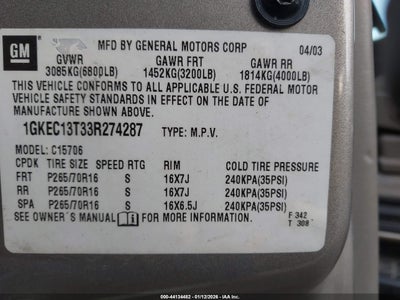 GM
MFD BY GENERAL MOTORS CORP 04/03
GVWR GAWR FRT GAWR RR
3085KG(6800LB) 1452KG(3200LB) 1814KG(4000LB)
THIS VEHICLE CONFORMS TO ALL APPLICABLE U.S. FEDERAL MOTOR
VEHICLE SAFETY STANDARDS IN EFFECT ON THE DATE OF
MANUFACTURE SHOWN ABOVE.
1GKEC13T33R274287 TYPE: M.P.V.
MODEL: C15706
CPDK TIRE SIZE SPEED RTG RIM COLD TIRE PRESSURE
FRT P265/70R16 S 16X7J 240KPA(35PSI)
RR P265/70R16 S 16X7J 240KPA(35PSI)
SPA P265/70R16 S 16X6.5J 240KPA(35PSI)
SEE OWNER'S MANUAL FOR MORE INFORMATION
F 342
T 308
ID: 44134482 - 01/12/2026 - IAA Inc.